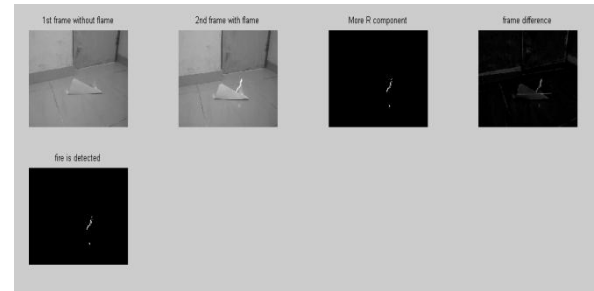 1st frame without flame
2nd frame with flame
More R component
frame difference
fire is detected